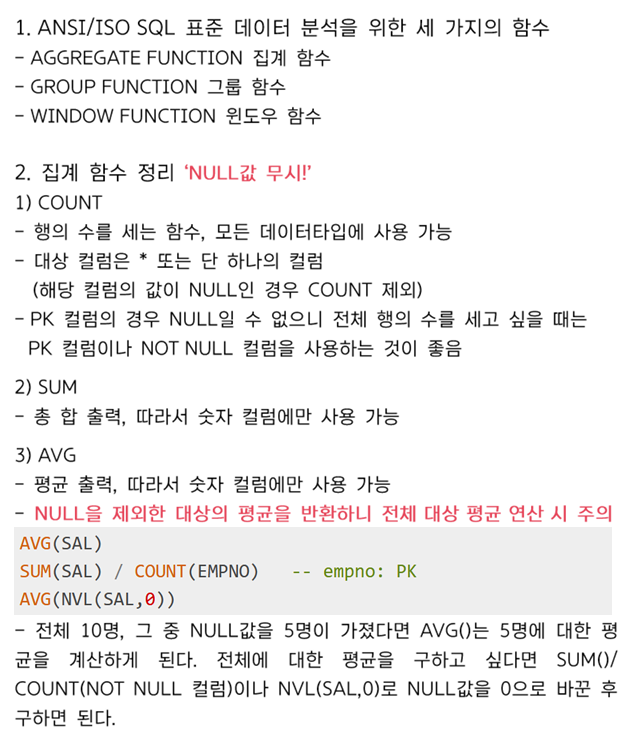 1. ANSI/ISO SQL 표준 데이터 분석을 위한 세 가지의 함수
- AGGREGATE FUNCTION 집계 함수
- GROUP FUNCTION 그룹 함수
- WINDOW FUNCTION 윈도우 함수
2. 집계 함수 정리 ‘NULL값 무시!’
1) COUNT
- 행의 수를 세는 함수, 모든 데이터타입에 사용 가능
- 대상 컬럼은 * 또는 단 하나의 컬럼
(해당 컬럼의 값이 NULL인 경우 COUNT 제외)
- PK 컬럼의 경우 NULL일 수 없으니 전체 행의 수를 세고 싶을 때는
PK 컬럼이나 NOT NULL 컬럼을 사용하는 것이 좋음
2) SUM
- 총 합 출력, 따라서 숫자 컬럼에만 사용 가능
3) AVG
- 평균 출력, 따라서 숫자 컬럼에만 사용 가능
- NULL을 제외한 대상의 평균을 반환하니 전체 대상 평균 연산 시 주의
AVG(SAL)
SUM(SAL) / COUNT(EMPNO) -- empno: PK
AVG(NVL(SAL,0))
- 전체 10명, 그 중 NULL값을 5명이 가졌다면 AVG()는 5명에 대한 평
균을 계산하게 된다. 전체에 대한 평균을 구하고 싶다면 SUM()/
COUNT(NOT NULL 컬럼)이나 NVL(SAL,0)로 NULL값을 0으로 바꾼 후
구하면 된다.